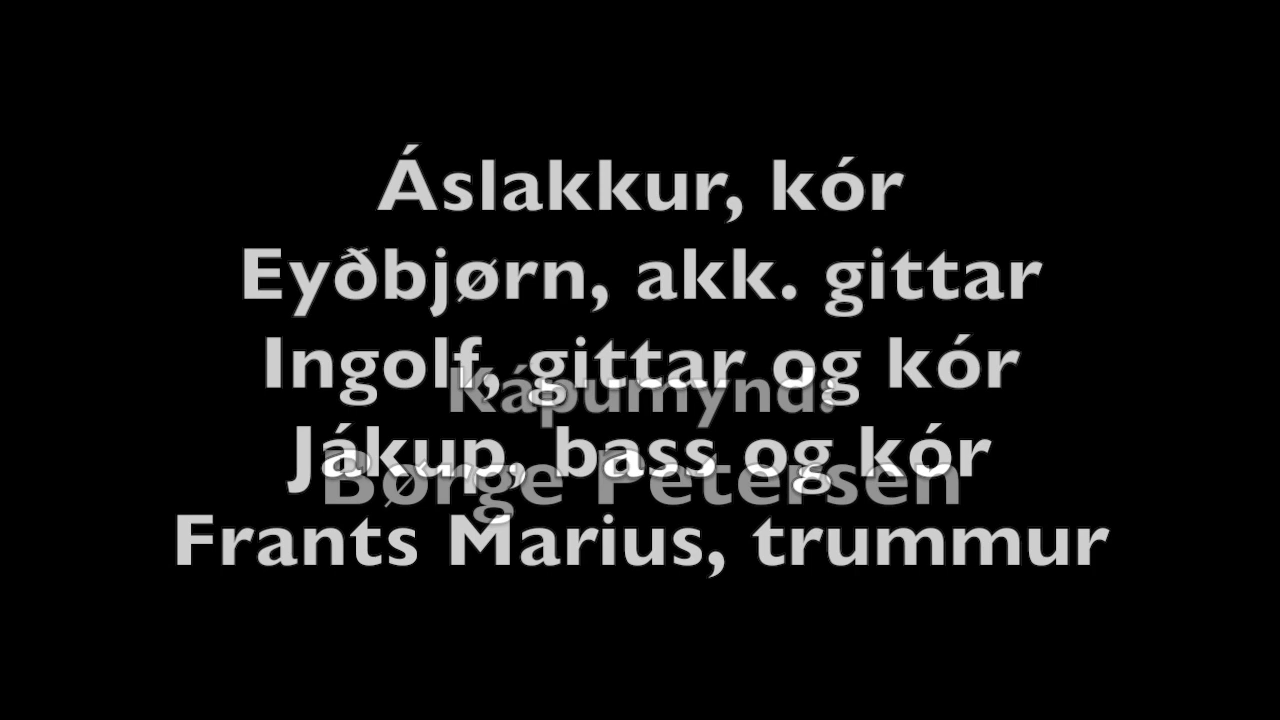 Áslakkur, kór
Eyðbjørn, akk. gittar
Ingolf, gittar og kór
Kápumynd:
Jákup, bass og kór
Børge Petersen
Frants Marius, trummur